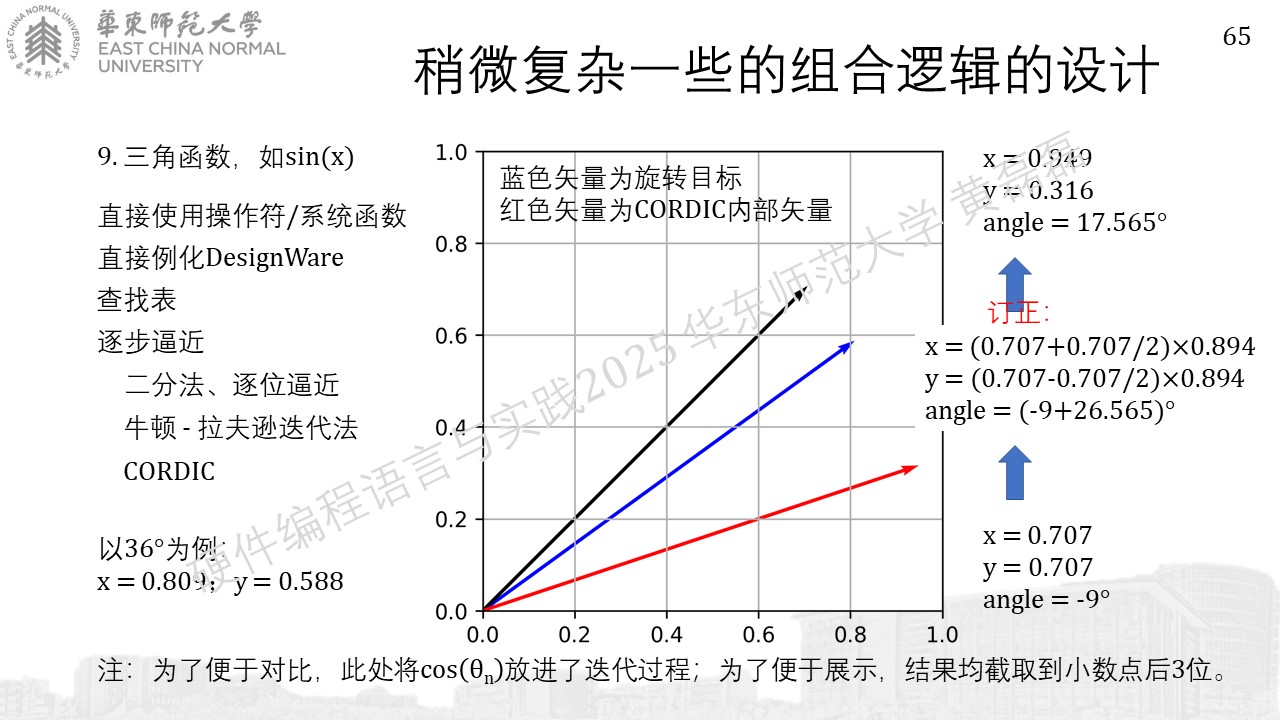 華東師范大學
EAST CHINA NORMAL
UNIVERSITY
EAST CHINA NORMAL UNIVERSITY
華東師范大學
65
稍微复杂一些的组合逻辑的设计
9. 三角函数，如sin(x)
直接使用操作符/系统函数
直接例化DesignWare
查找表
逐步逼近
二分法、逐位逼近
牛顿 - 拉夫逊迭代法
CORDIC
以36°为例：
x = 0.809；y = 0.588
蓝色矢量为旋转目标
红色矢量为CORDIC内部矢量
1.0
0.8
0.6
0.4
0.2
0.0
0.0 0.2 0.4 0.6 0.8 1.0
x = 0.949
y = 0.316
angle = 17.565°
订正：
x = (0.707+0.707/2)×0.894
y = (0.707-0.707/2)×0.894
angle = (-9+26.565)°
x = 0.707
y = 0.707
angle = -9°
注：为了便于对比，此处将cos(θn)放进了迭代过程；为了便于展示，结果均截取到小数点后3位。
硬件编程语言与实践2025 华东师范大学 黄磊磊